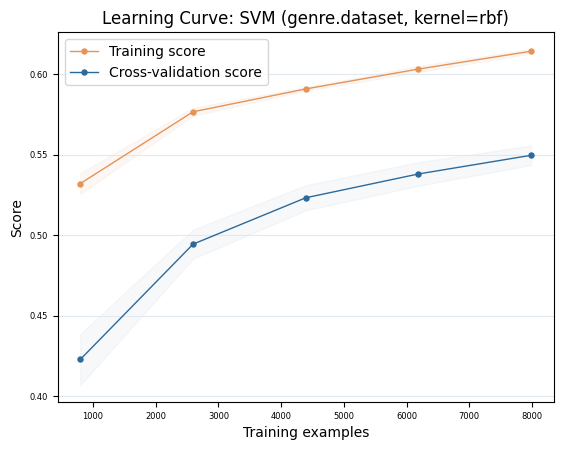 Learning Curve: SVM (genre.dataset, kernel=rbf)
Training score
Cross-validation score
0.60
0.55
0.50
0.45
0.40
Score
1000 2000 3000 4000 5000 6000 7000 8000
Training examples